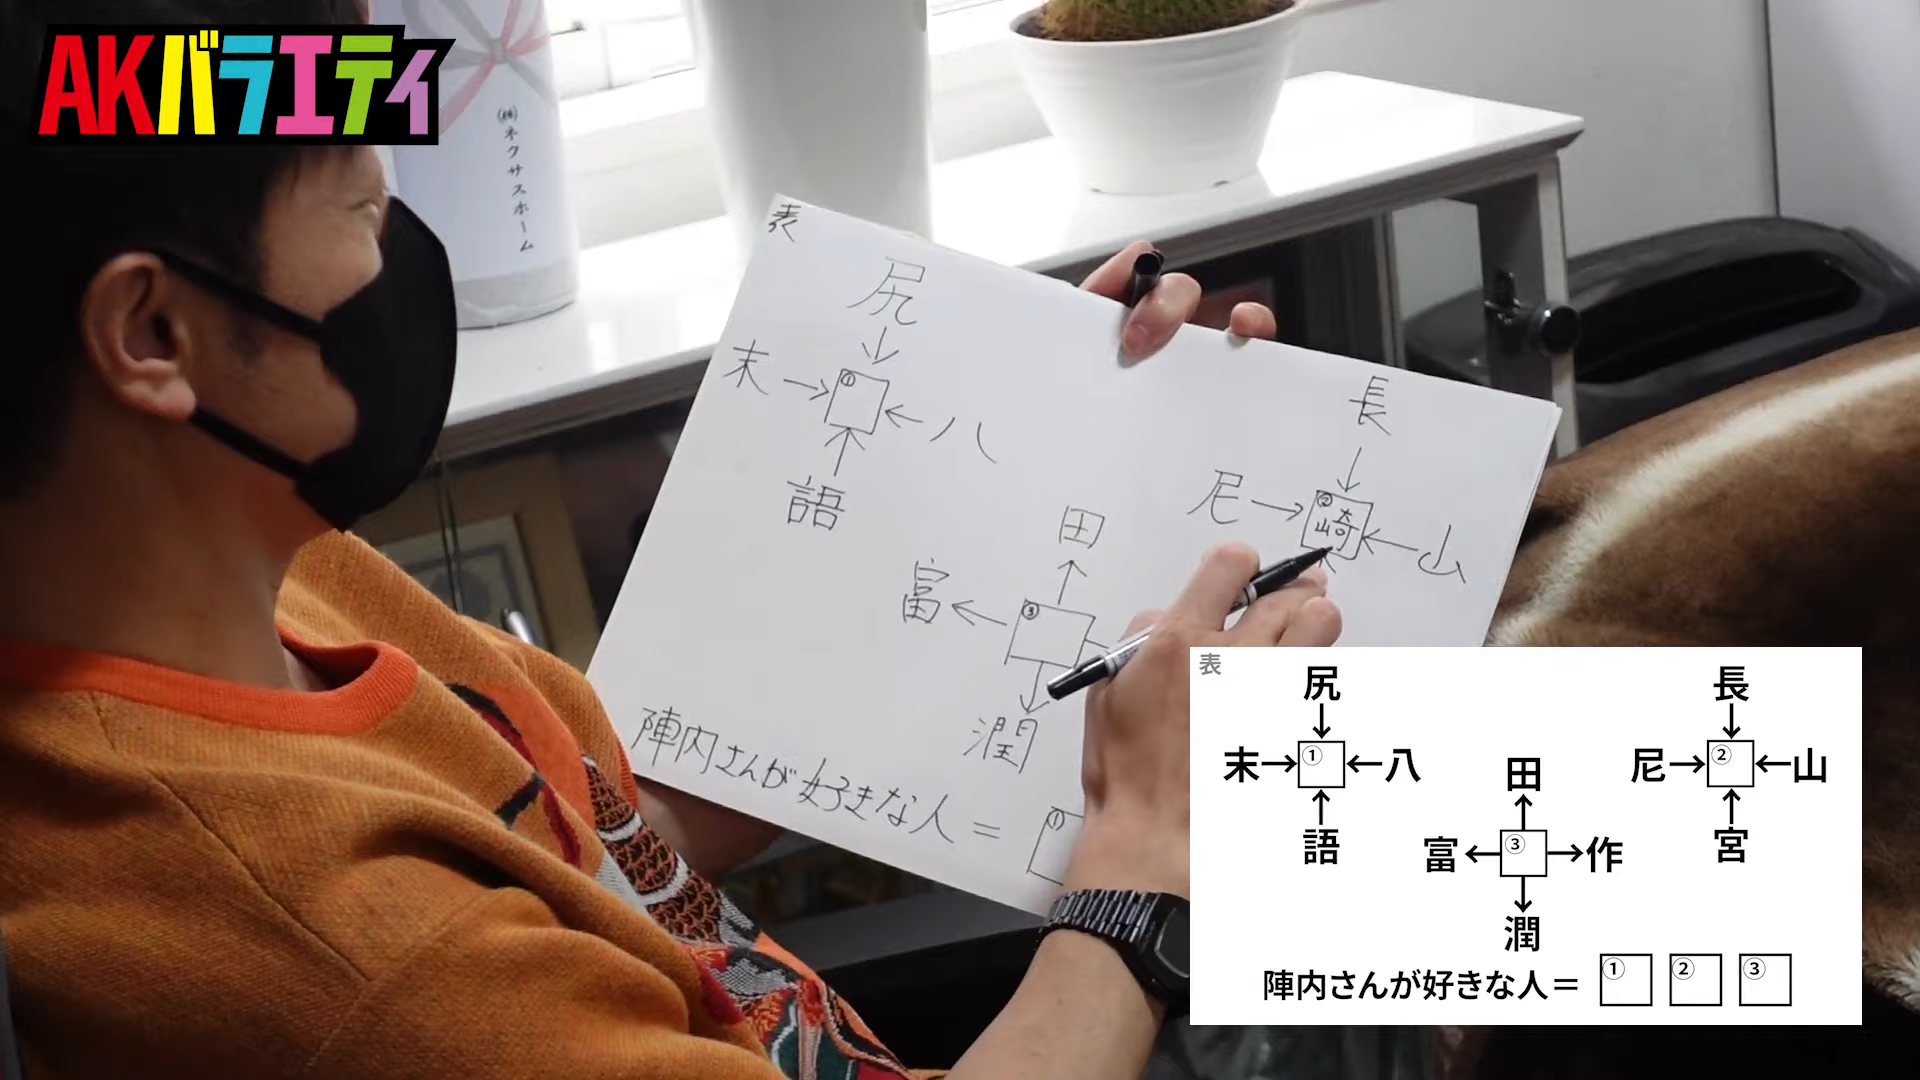 AKバラエティ
㈱ネクサスホーム
表
尻
末→①←八
語
長
尼→②崎←山
田
富←③
潤
陣内さんが好きな人=①
表
尻
末→①←八
語
長
尼→②←山
宮
田
富←③→作
潤
陣内さんが好きな人=①②③